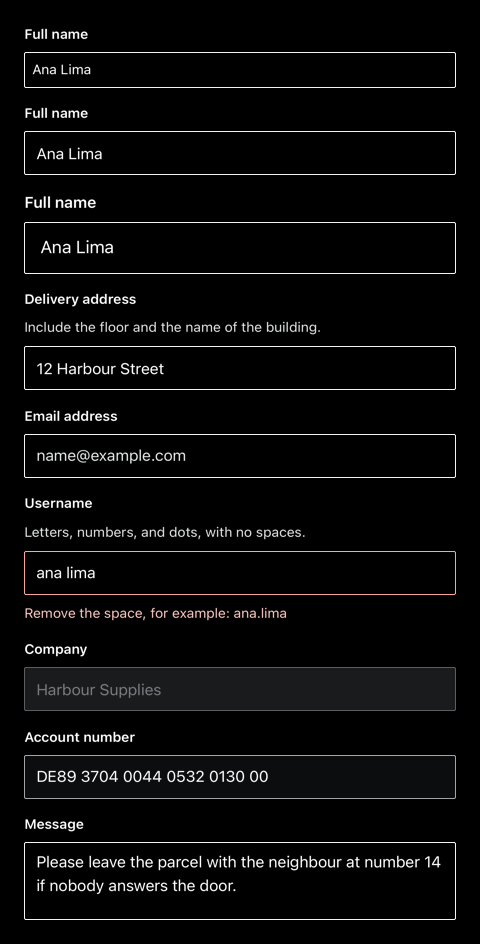 Full name
Ana Lima
Full name
Ana Lima
Full name
Ana Lima
Delivery address
Include the floor and the name of the building.
12 Harbour Street
Email address
name@example.com
Username
Letters, numbers, and dots, with no spaces.
ana lima
Remove the space, for example: ana.lima
Company
Harbour Supplies
Account number
DE89 3704 0044 0532 0130 00
Message
Please leave the parcel with the neighbour at number 14
if nobody answers the door.